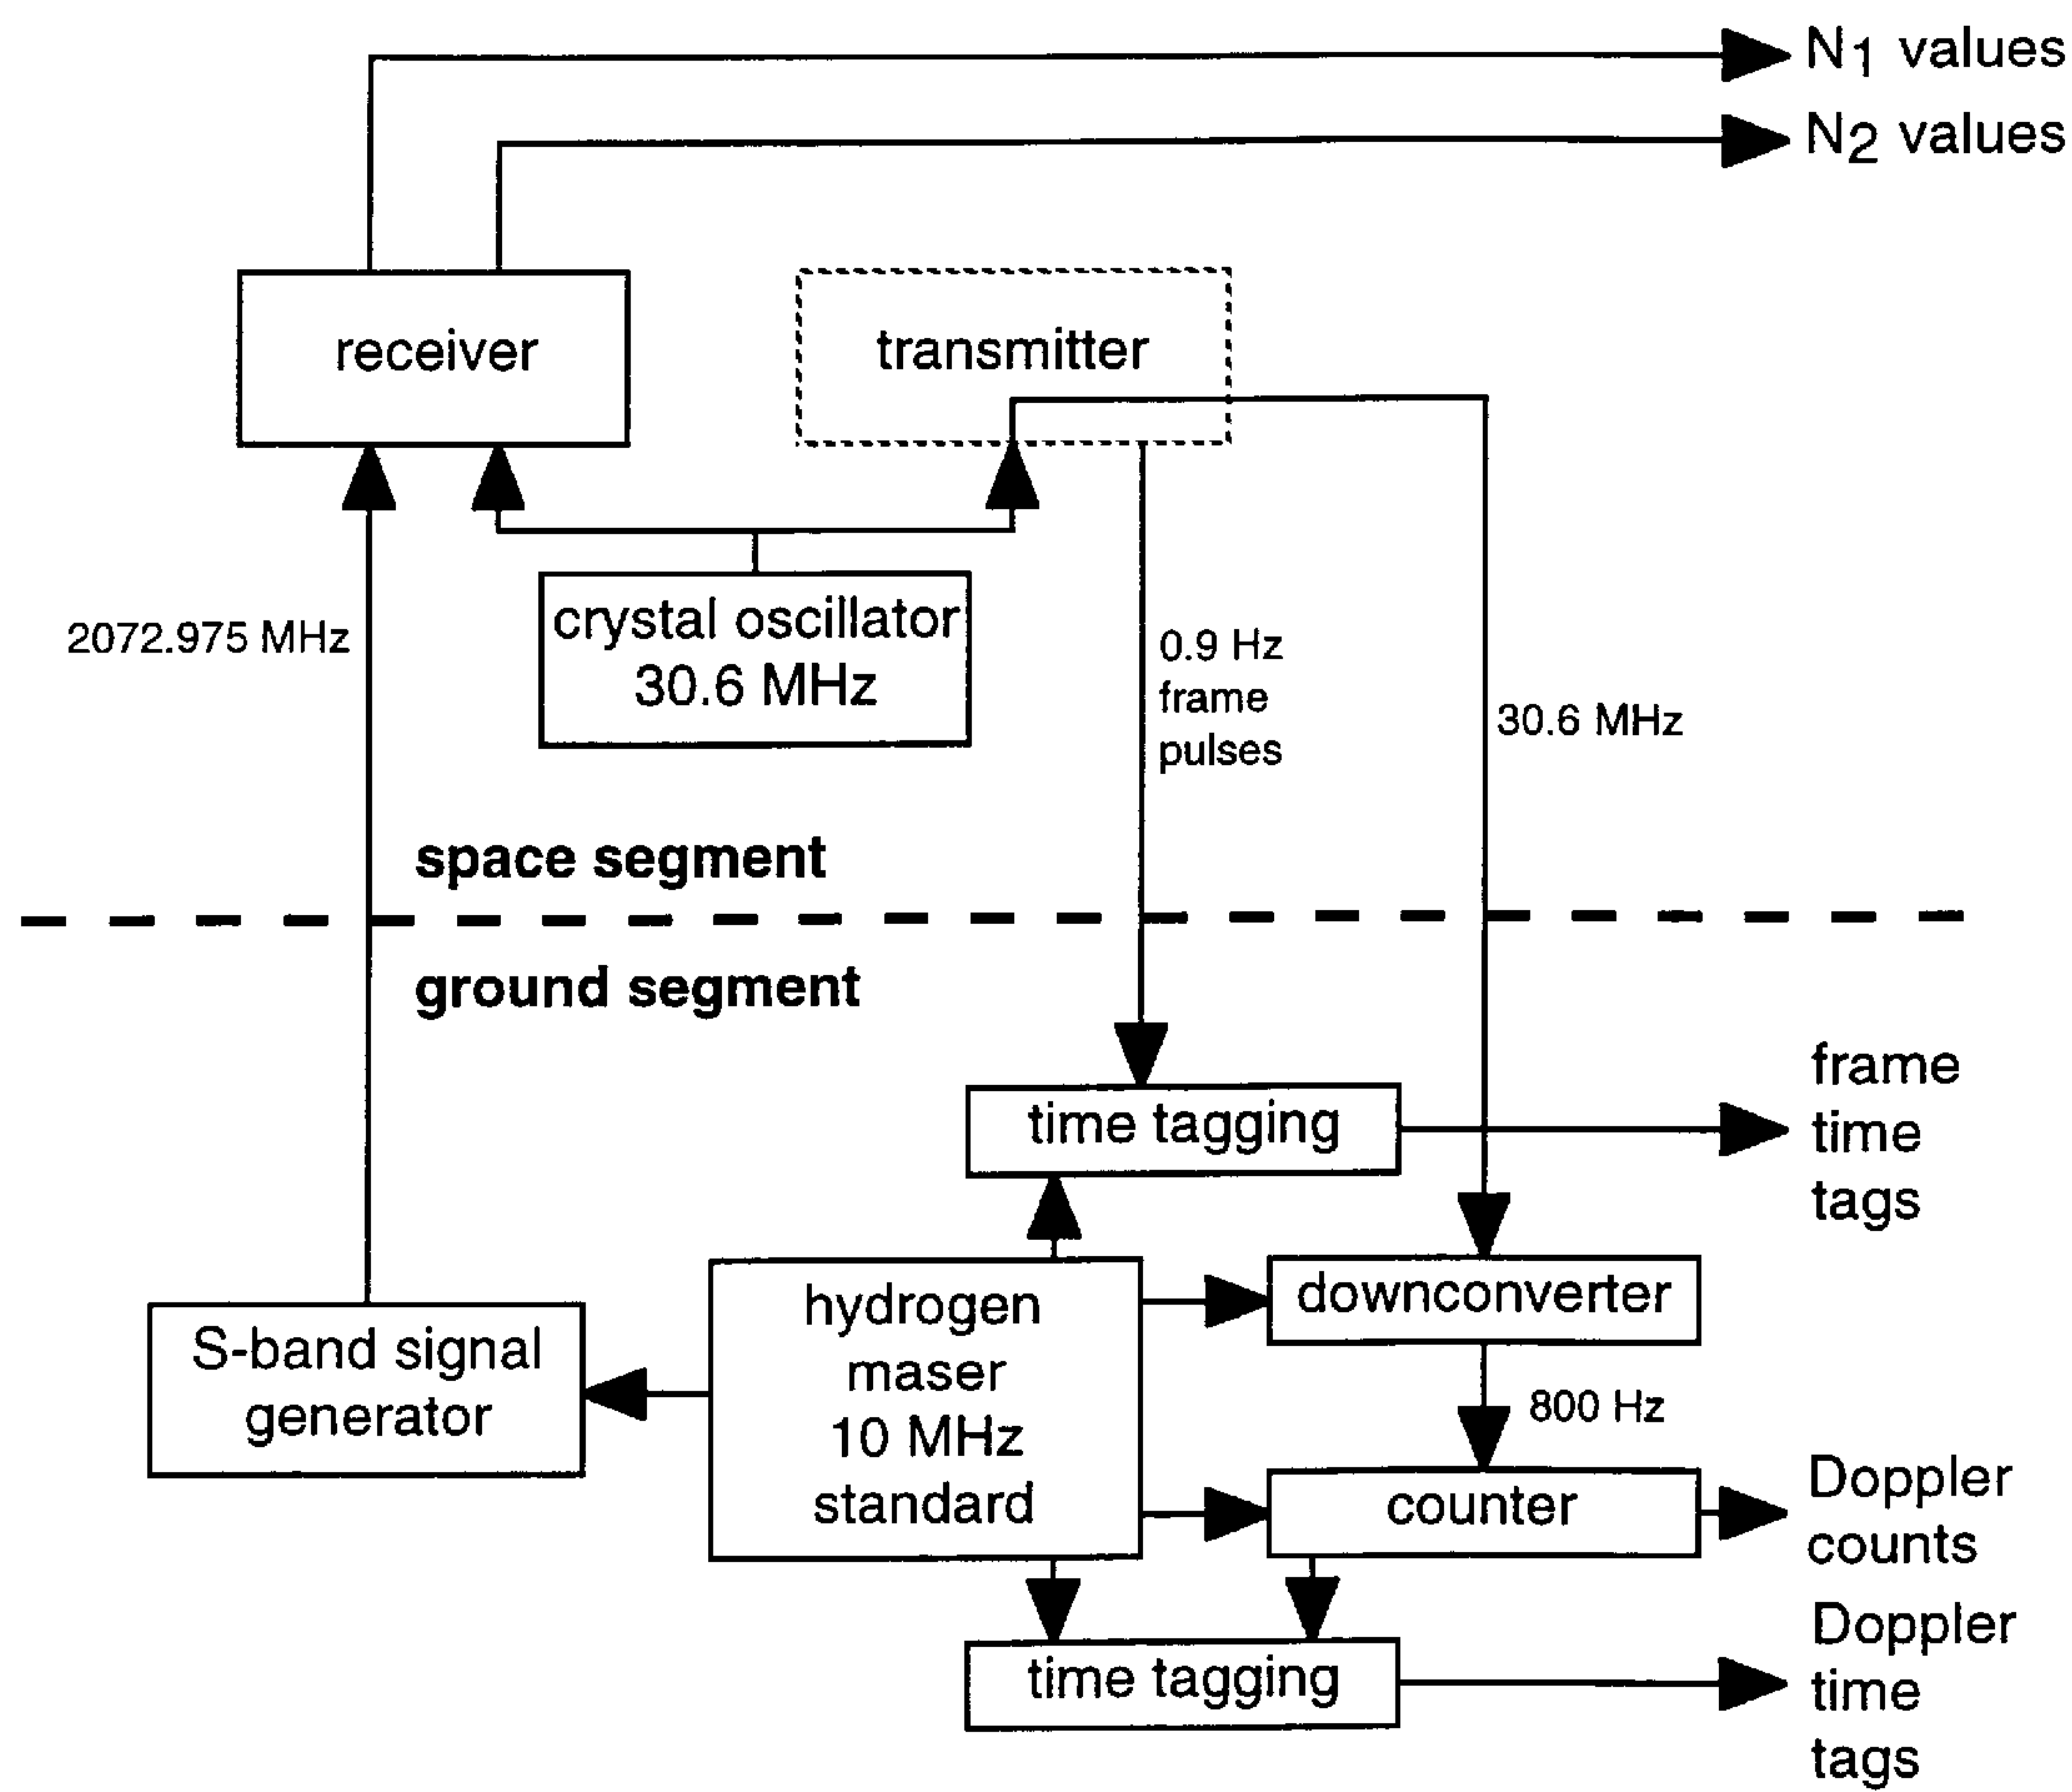 N1 values
N2 values
receiver
transmitter
crystal oscillator
30.6 MHz
2072.975 MHz
0.9 Hz
frame
pulses
30.6 MHz
space segment
ground segment
time tagging
frame
time
tags
hydrogen
maser
10 MHz
standard
downconverter
S-band signal
generator
800 Hz
counter
Doppler
counts
time tagging
Doppler
time
tags